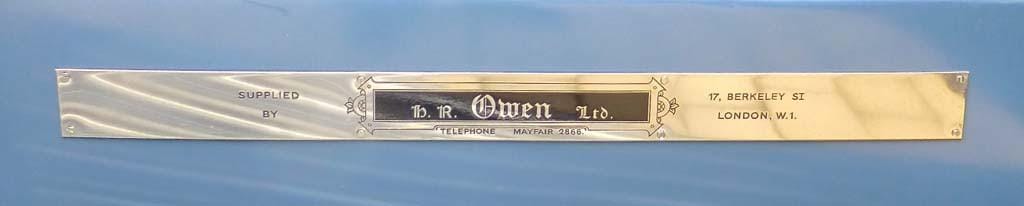 SUPPLIED
BY
H. R. Owen Ltd.
TELEPHONE MAYFAIR 2866.
17, BERKELEY ST
LONDON, W.1.